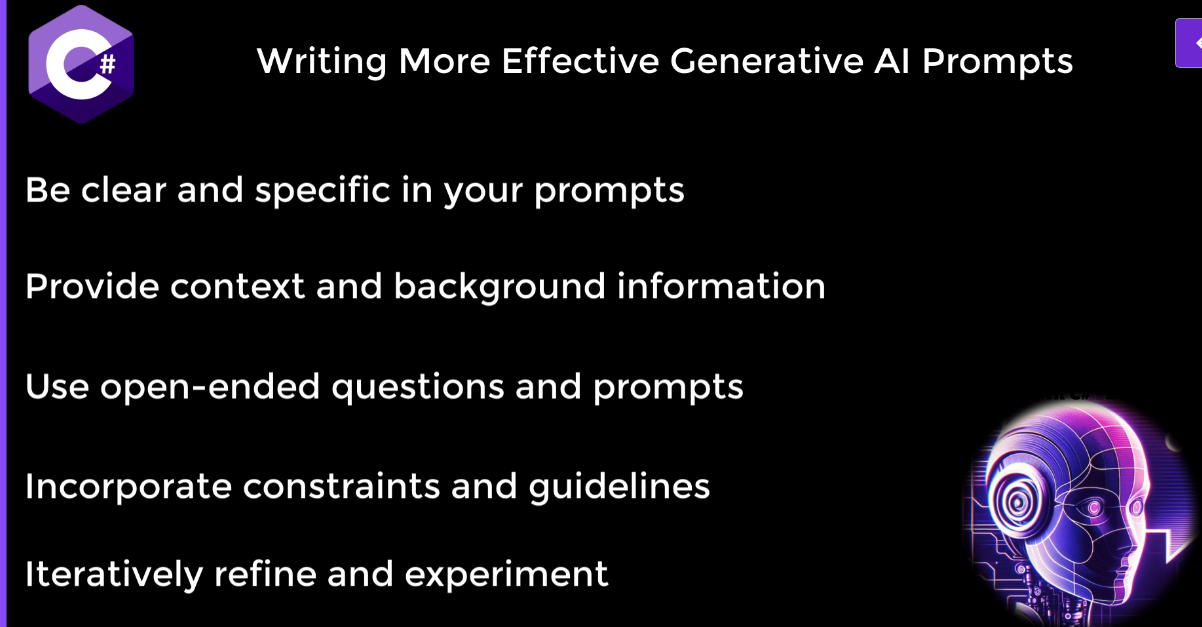 C#
Writing More Effective Generative AI Prompts
Be clear and specific in your prompts
Provide context and background information
Use open-ended questions and prompts
Incorporate constraints and guidelines
Iteratively refine and experiment